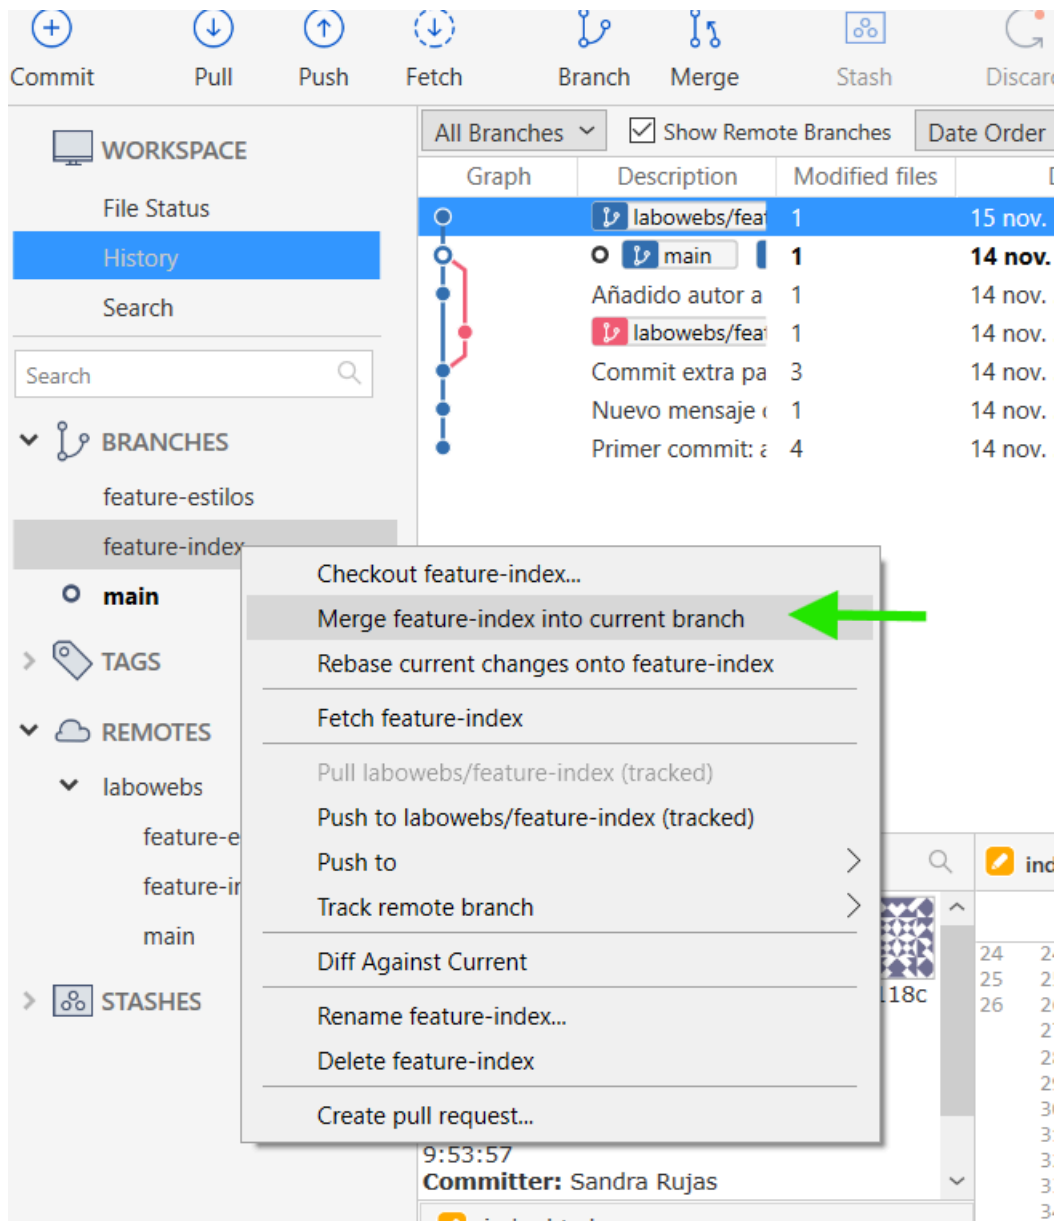 Commit Pull Push Fetch Branch Merge Stash
WORKSPACE
File Status
History
Search
Search
BRANCHES
feature-estilos
feature-index
main
TAGS
REMOTES
labowebs
main
STASHES
All Branches Show Remote Branches Date Order
Graph Description Modified files
1 15 nov.
main 1 14 nov.
Añadido autor a 1 14 nov.
1 14 nov.
Commit extra pa 3 14 nov.
Nuevo mensaje 1 14 nov.
Primer commit: 4 14 nov.
Checkout feature-index...
Merge feature-index into current branch
Rebase current changes onto feature-index
Fetch feature-index
Pull labowebs/feature-index (tracked)
Push to labowebs/feature-index (tracked)
Push to
Track remote branch
Diff Against Current
Rename feature-index...
Delete feature-index
Create pull request...
118c
9:53:57
Committer: Sandra Rujas
24
25
26